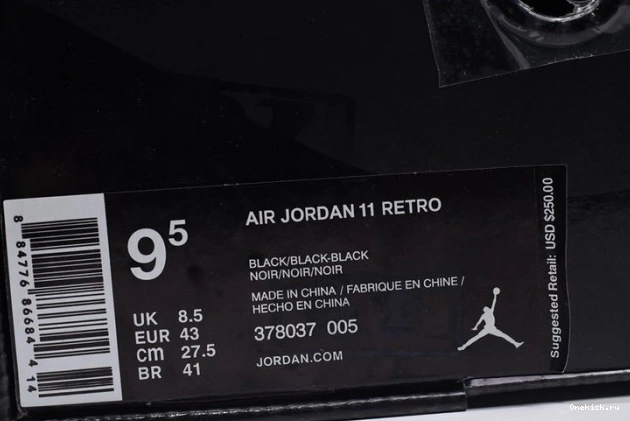 8 84776 86684 4 14
9⁵
UK 8.5
EUR 43
cm 27.5
BR 41
AIR JORDAN 11 RETRO
BLACK/BLACK-BLACK
NOIR/NOIR/NOIR
MADE IN CHINA / FABRIQUE EN CHINE /
HECHO EN CHINA
378037 005
JORDAN.COM
Suggested Retail: USD $250.00
Onekick.ru